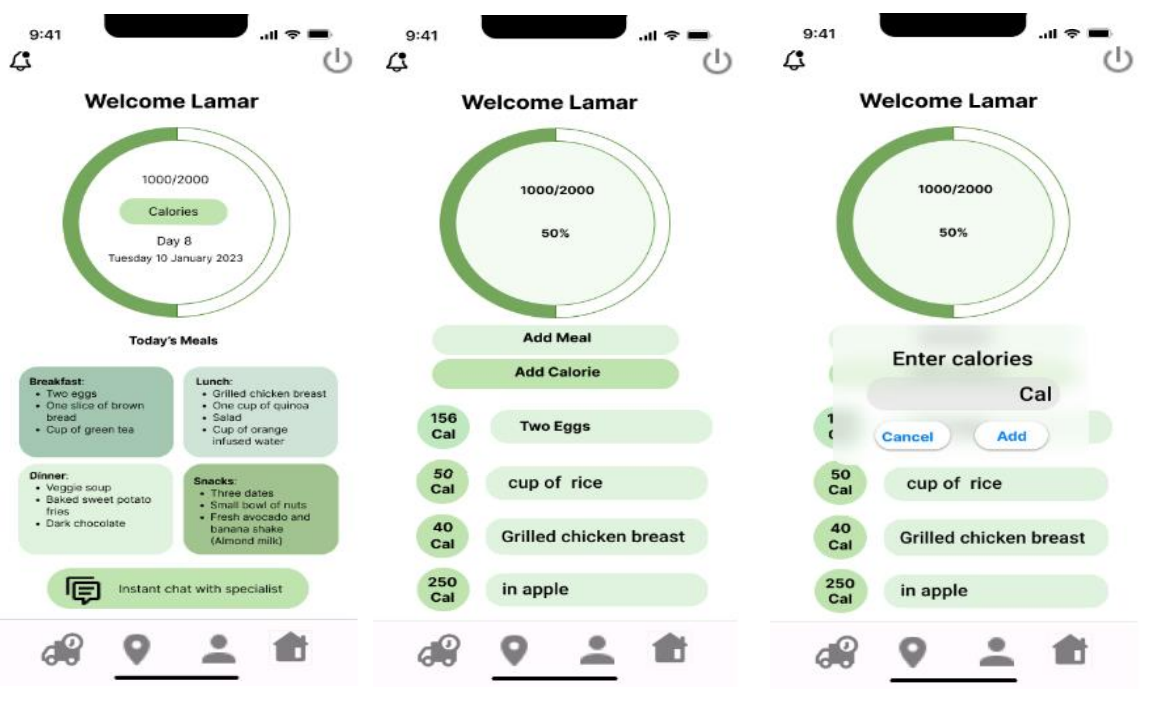 9:41
Welcome Lamar
1000/2000
Calories
Day 8
Tuesday 10 January 2023
Today's Meals
Breakfast:
• Two eggs
• One slice of brown
bread
• Cup of green tea
Lunch:
• Grilled chicken breast
• One cup of quinoa
• Salad
• Cup of orange
infused water
Dinner:
• Veggie soup
• Baked sweet potato
fries
• Dark chocolate
Snacks:
• Three dates
• Small bowl of nuts
• Fresh avocado and
banana shake
(Almond milk)
Instant chat with specialist
9:41
Welcome Lamar
1000/2000
50%
Add Meal
Add Calorie
156
Cal
Two Eggs
50
Cal
cup of rice
40
Cal
Grilled chicken breast
250
Cal
in apple
9:41
Welcome Lamar
1000/2000
50%
Enter calories
Cal
Cancel
Add
50
Cal
cup of rice
40
Cal
Grilled chicken breast
250
Cal
in apple